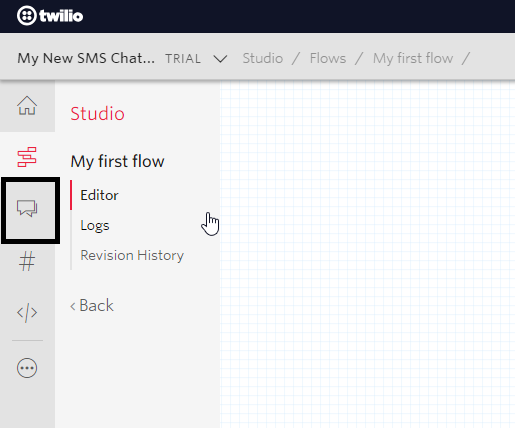 twilio
My New SMS Chat... TRIAL Studio / Flows / My first flow /
Studio
My first flow
Editor
Logs
Revision History
‹ Back
#
</>